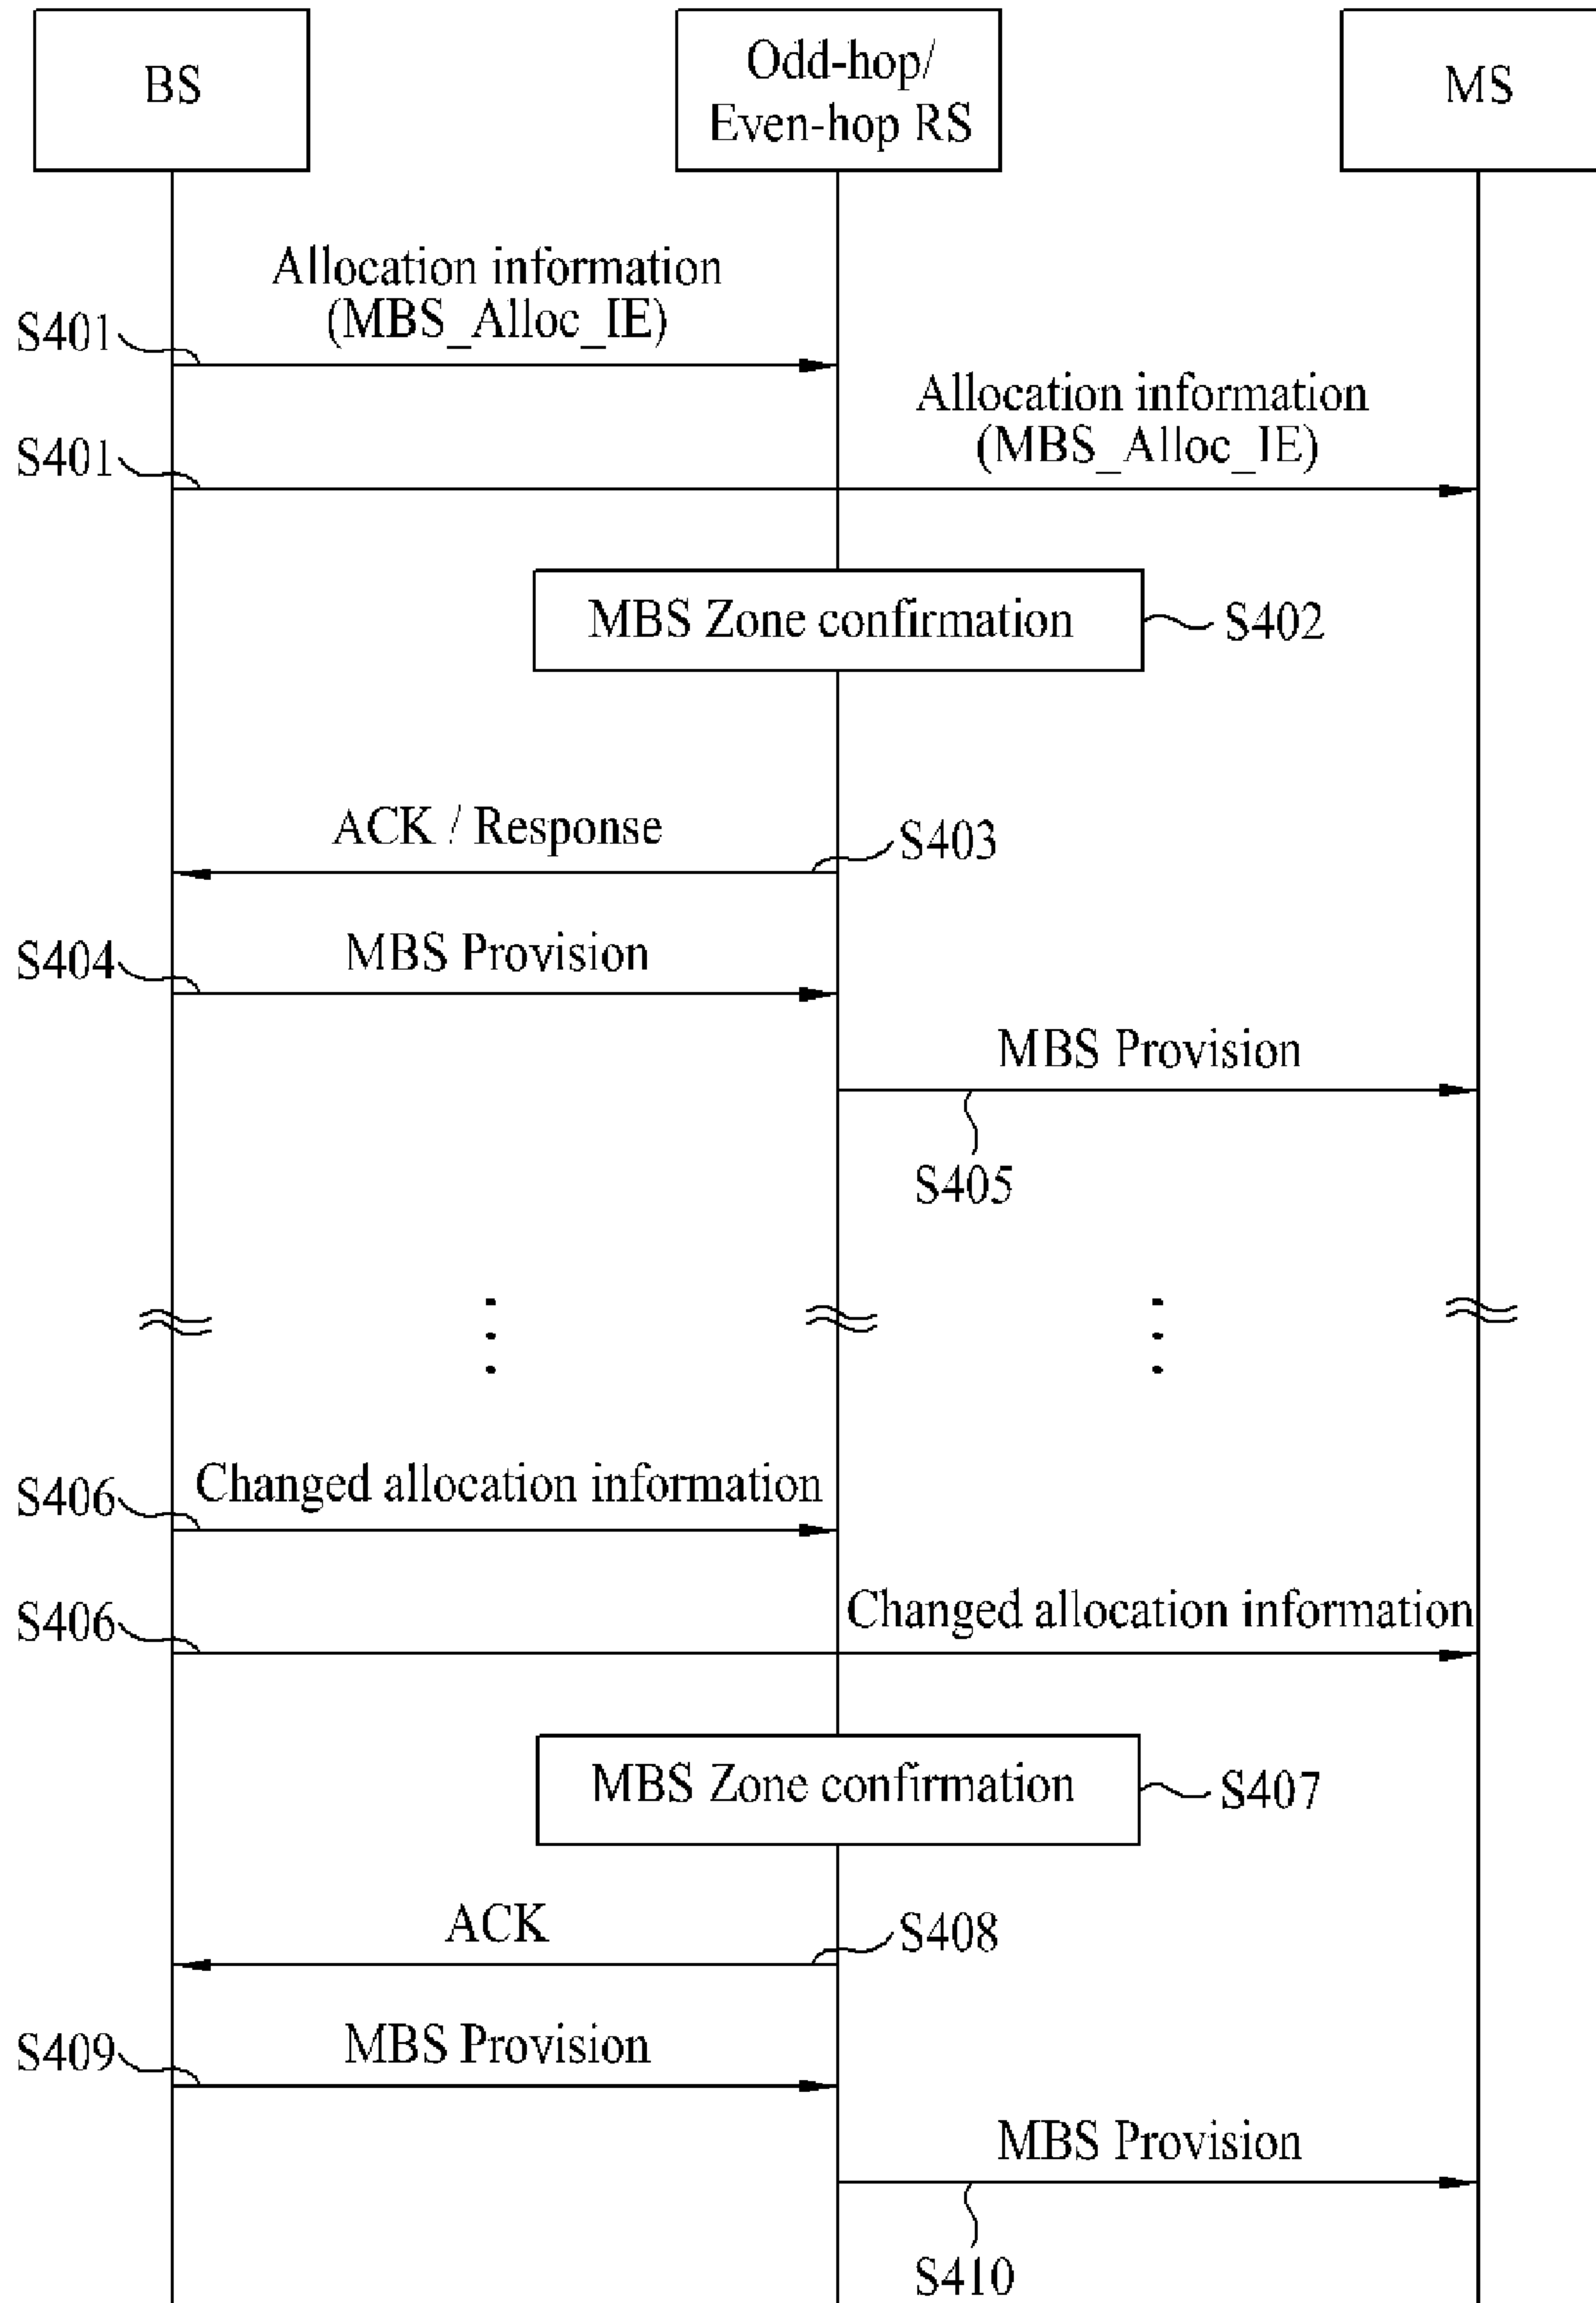 BS
Odd-hop/
Even-hop RS
MS
Allocation information
(MBS_Alloc_IE)
S401
Allocation information
(MBS_Alloc_IE)
S401
MBS Zone confirmation
S402
ACK / Response
S403
MBS Provision
S404
MBS Provision
S405
Changed allocation information
S406
Changed allocation information
S406
MBS Zone confirmation
S407
ACK
S408
MBS Provision
S409
MBS Provision
S410